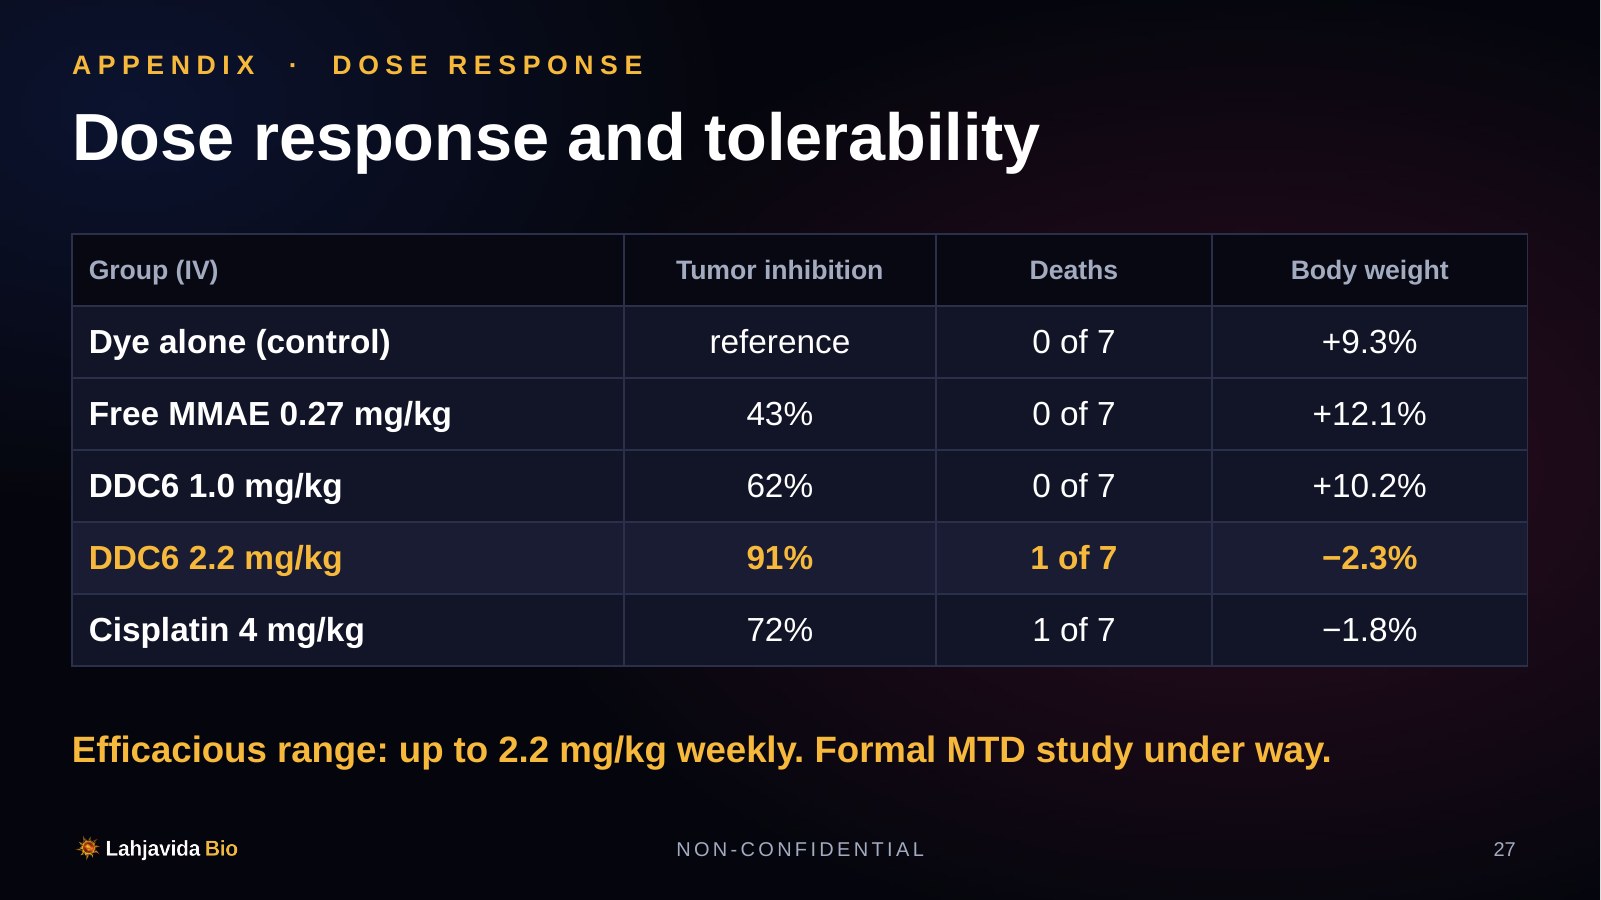 APPENDIX · DOSE RESPONSE
Dose response and tolerability
Group (IV) Tumor inhibition Deaths Body weight
Dye alone (control) reference 0 of 7 +9.3%
Free MMAE 0.27 mg/kg 43% 0 of 7 +12.1%
DDC6 1.0 mg/kg 62% 0 of 7 +10.2%
DDC6 2.2 mg/kg 91% 1 of 7 −2.3%
Cisplatin 4 mg/kg 72% 1 of 7 −1.8%
Efficacious range: up to 2.2 mg/kg weekly. Formal MTD study under way.
Lahjavida Bio NON-CONFIDENTIAL 27